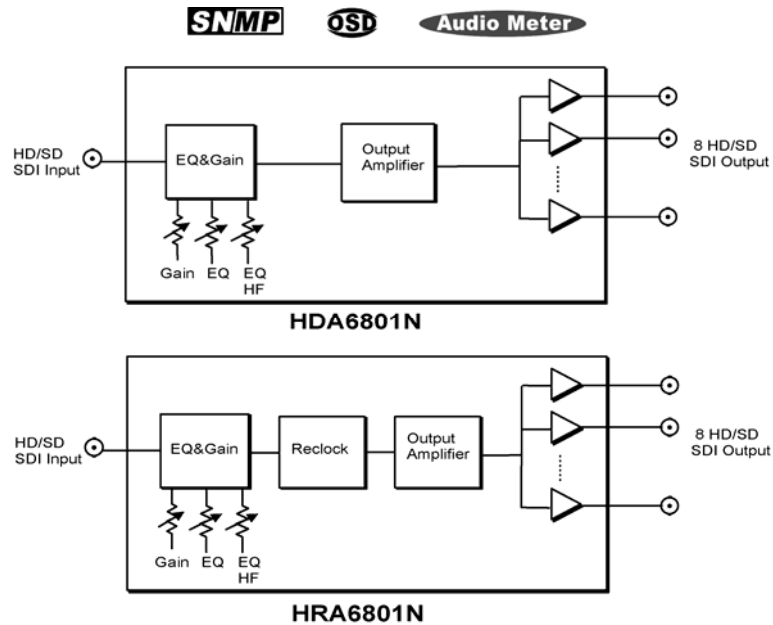 SNMP OSD Audio Meter
HD/SD
SDI Input
EQ&Gain
Output
Amplifier
8 HD/SD
SDI Output
Gain EQ EQ
HF
HDA6801N
HD/SD
SDI Input
EQ&Gain
Reclock
Output
Amplifier
8 HD/SD
SDI Output
Gain EQ EQ
HF
HRA6801N